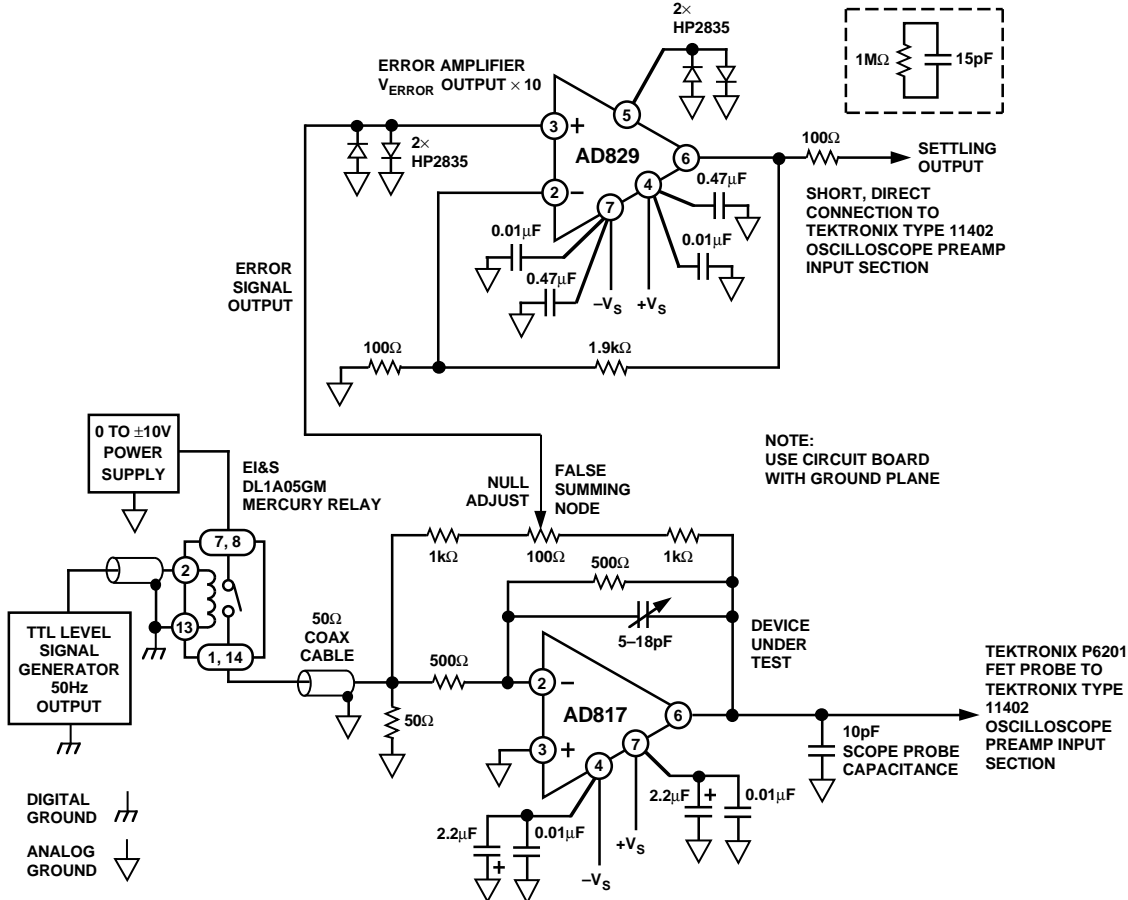 2×
HP2835
1MΩ
15pF
ERROR AMPLIFIER
VERROR OUTPUT × 10
5
3
+
2×
HP2835
AD829
6
100Ω
SETTLING
OUTPUT
2
−
4
7
0.47µF
0.01µF
0.01µF
0.47µF
–VS
+VS
SHORT, DIRECT
CONNECTION TO
TEKTRONIX TYPE 11402
OSCILLOSCOPE PREAMP
INPUT SECTION
ERROR
SIGNAL
OUTPUT
100Ω
1.9kΩ
0 TO ±10V
POWER
SUPPLY
EI&S
DL1A05GM
MERCURY RELAY
NULL
ADJUST
FALSE
SUMMING
NODE
NOTE:
USE CIRCUIT BOARD
WITH GROUND PLANE
7, 8
2
13
1, 14
1kΩ
100Ω
1kΩ
500Ω
5–18pF
TTL LEVEL
SIGNAL
GENERATOR
50Hz
OUTPUT
50Ω
COAX
CABLE
500Ω
50Ω
2
−
AD817
6
3
+
4
7
DEVICE
UNDER
TEST
10pF
SCOPE PROBE
CAPACITANCE
TEKTRONIX P6201
FET PROBE TO
TEKTRONIX TYPE
11402
OSCILLOSCOPE
PREAMP INPUT
SECTION
2.2µF
+
0.01µF
2.2µF
+
0.01µF
–VS
+VS
DIGITAL
GROUND
ANALOG
GROUND